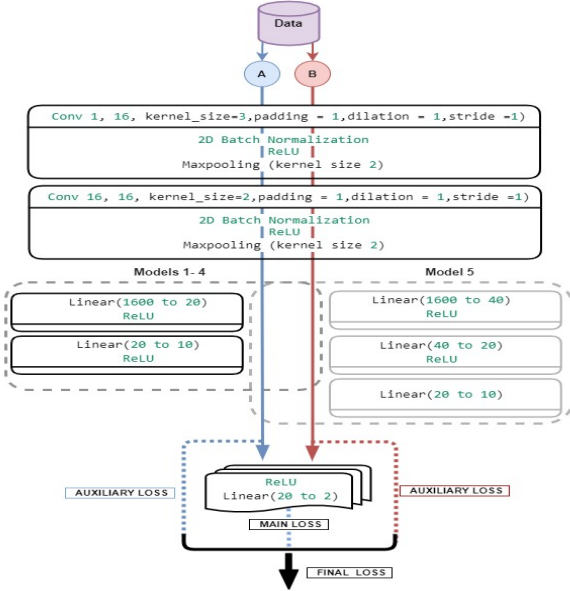 Data
A
B
Conv 1, 16, kernel_size=3,padding = 1,dilation = 1,stride =1)
2D Batch Normalization
ReLU
Maxpooling (kernel size 2)
Conv 16, 16, kernel_size=2,padding = 1,dilation = 1,stride =1)
2D Batch Normalization
ReLU
Maxpooling (kernel size 2)
Models 1- 4
Linear(1600 to 20)
ReLU
Linear(20 to 10)
ReLU
Model 5
Linear(1600 to 40)
ReLU
Linear(40 to 20)
ReLU
Linear(20 to 10)
AUXILIARY LOSS
ReLU
Linear(20 to 2)
AUXILIARY LOSS
MAIN LOSS
FINAL LOSS